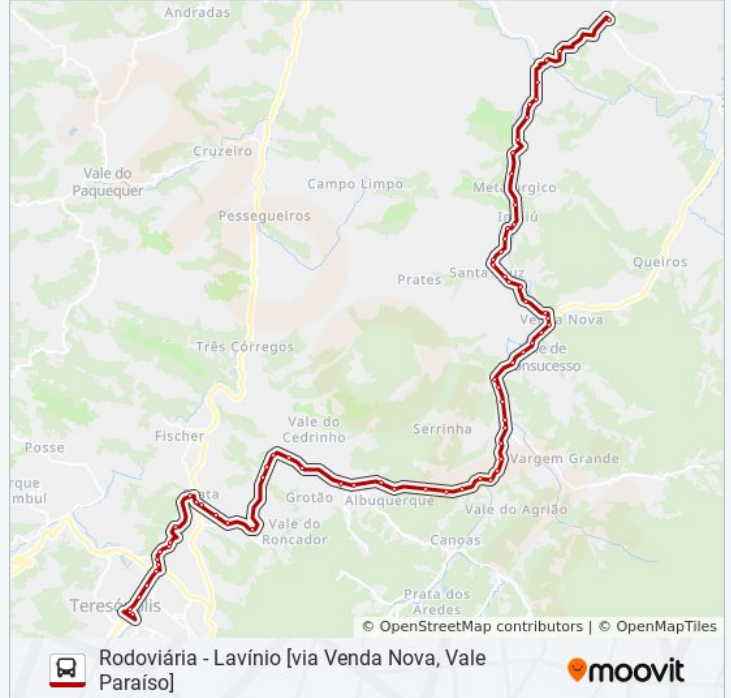 Andradas
Cruzeiro
Vale do
Paquequer
Campo Limpo
Pessegueiros
Queiros
Prates
Santa
Nova
Três Córregos
Vale do
Cedrinho
Serrinha
Fischer
Posse
Vargem Grande
Grotão
Albuquerque
Vale do Agrião
Vale do
Roncador
Canoas
Prata dos
Aredes
© OpenStreetMap contributors | © OpenMapTiles
Rodoviária - Lavínio [via Venda Nova, Vale
Paraíso]
moovit